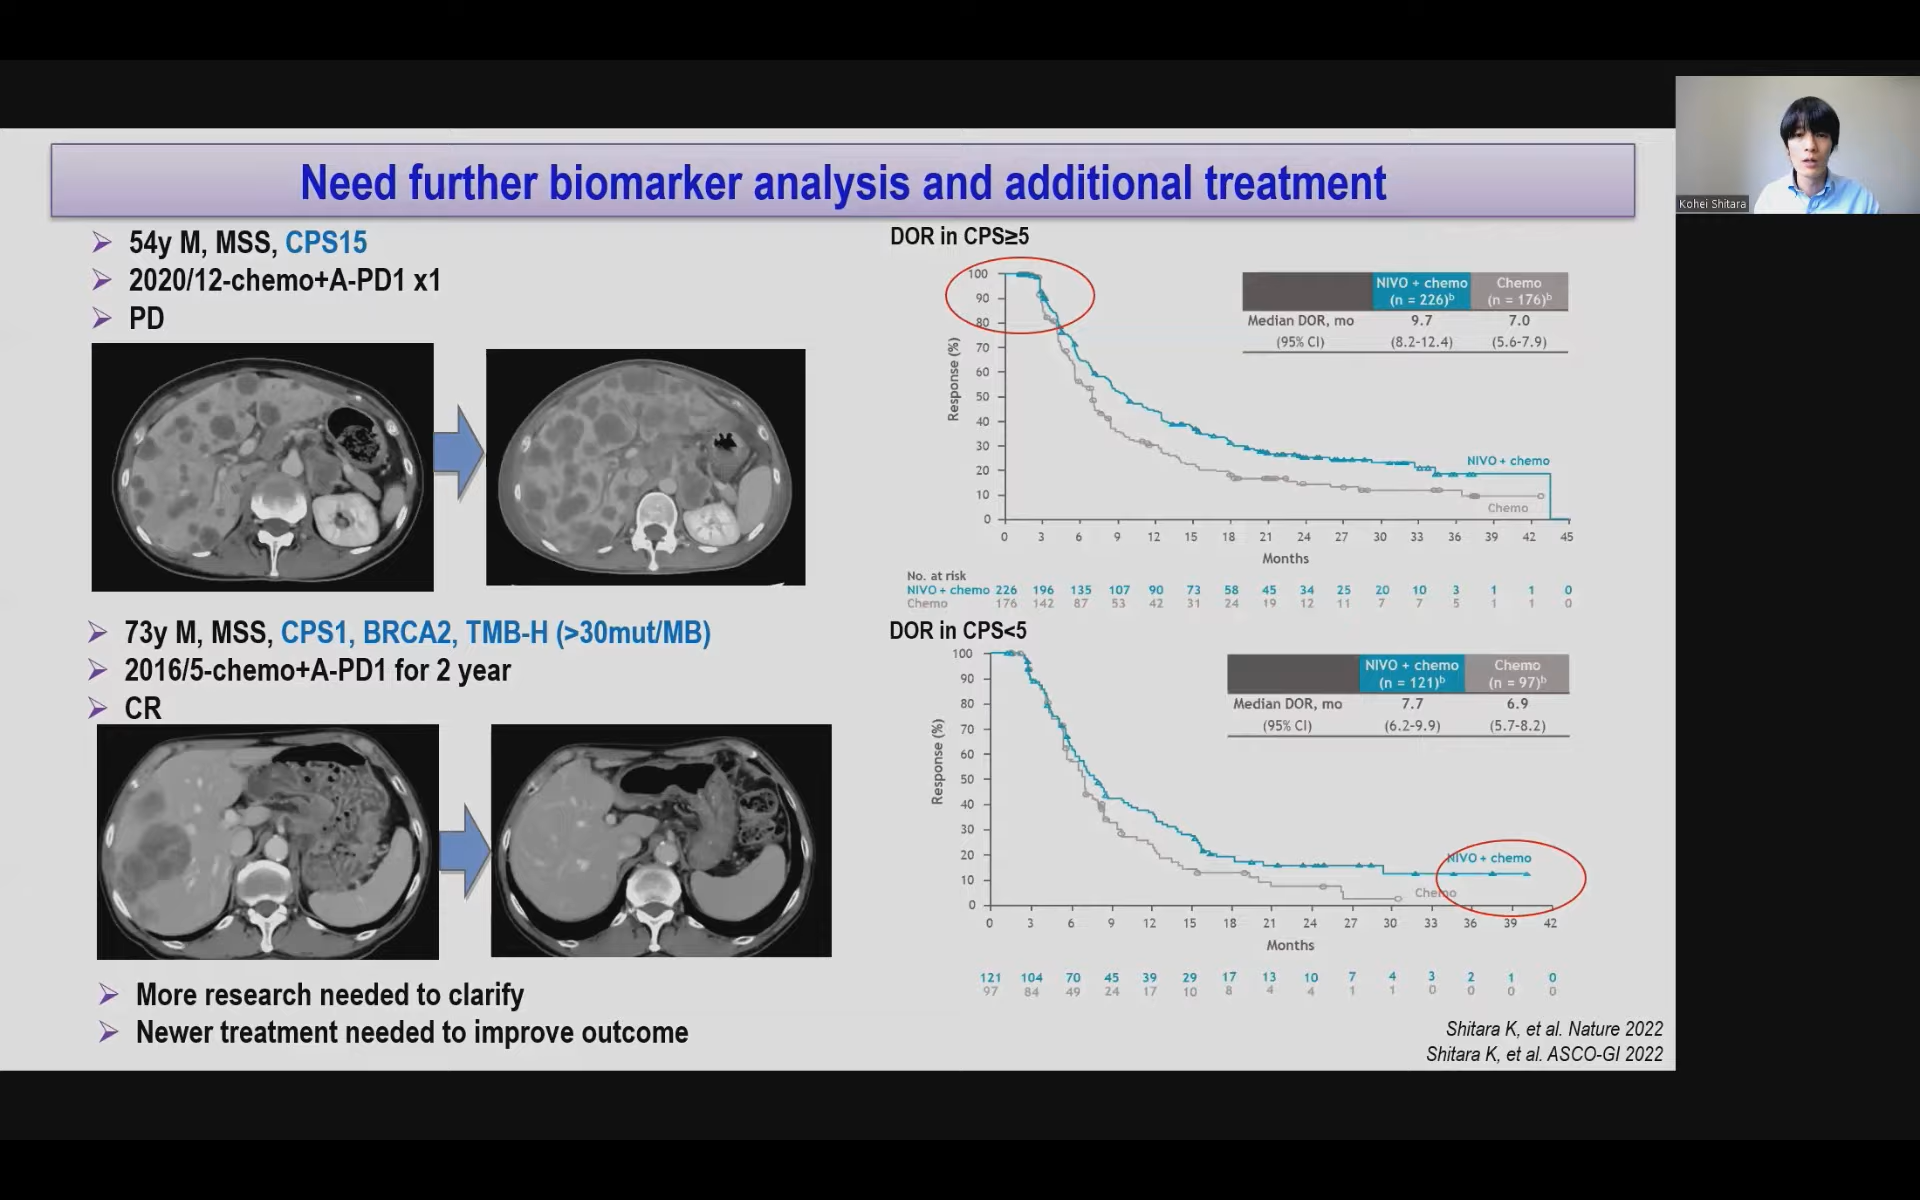 Need further biomarker analysis and additional treatment
Kohei Shitara
54y M, MSS, CPS15
2020/12-chemo+A-PD1 x1
PD
73y M, MSS, CPS1, BRCA2, TMB-H (>30mut/MB)
2016/5-chemo+A-PD1 for 2 year
CR
More research needed to clarify
Newer treatment needed to improve outcome
DOR in CPS≥5
NIVO + chemo Chemo
(n = 226)b (n = 176)b
Median DOR, mo 9.7 7.0
(95% CI) (8.2-12.4) (5.6-7.9)
Response (%)
100
90
80
70
60
50
40
30
20
10
0
NIVO + chemo
Chemo
0 3 6 9 12 15 18 21 24 27 30 33 36 39 42 45
Months
No. at risk
NIVO + chemo 226 196 135 107 90 73 58 45 34 25 20 10 3 1 1 0
Chemo 176 142 87 53 42 31 24 19 12 11 7 7 5 1 1 0
DOR in CPS<5
NIVO + chemo Chemo
(n = 121)b (n = 97)b
Median DOR, mo 7.7 6.9
(95% CI) (6.2-9.9) (5.7-8.2)
Response (%)
100
90
80
70
60
50
40
30
20
10
0
NIVO + chemo
Chemo
0 3 6 9 12 15 18 21 24 27 30 33 36 39 42
Months
121 104 70 45 39 29 17 13 10 7 4 3 2 1 0
97 84 49 24 17 10 8 4 4 1 1 0 0 0 0
Shitara K, et al. Nature 2022
Shitara K, et al. ASCO-GI 2022